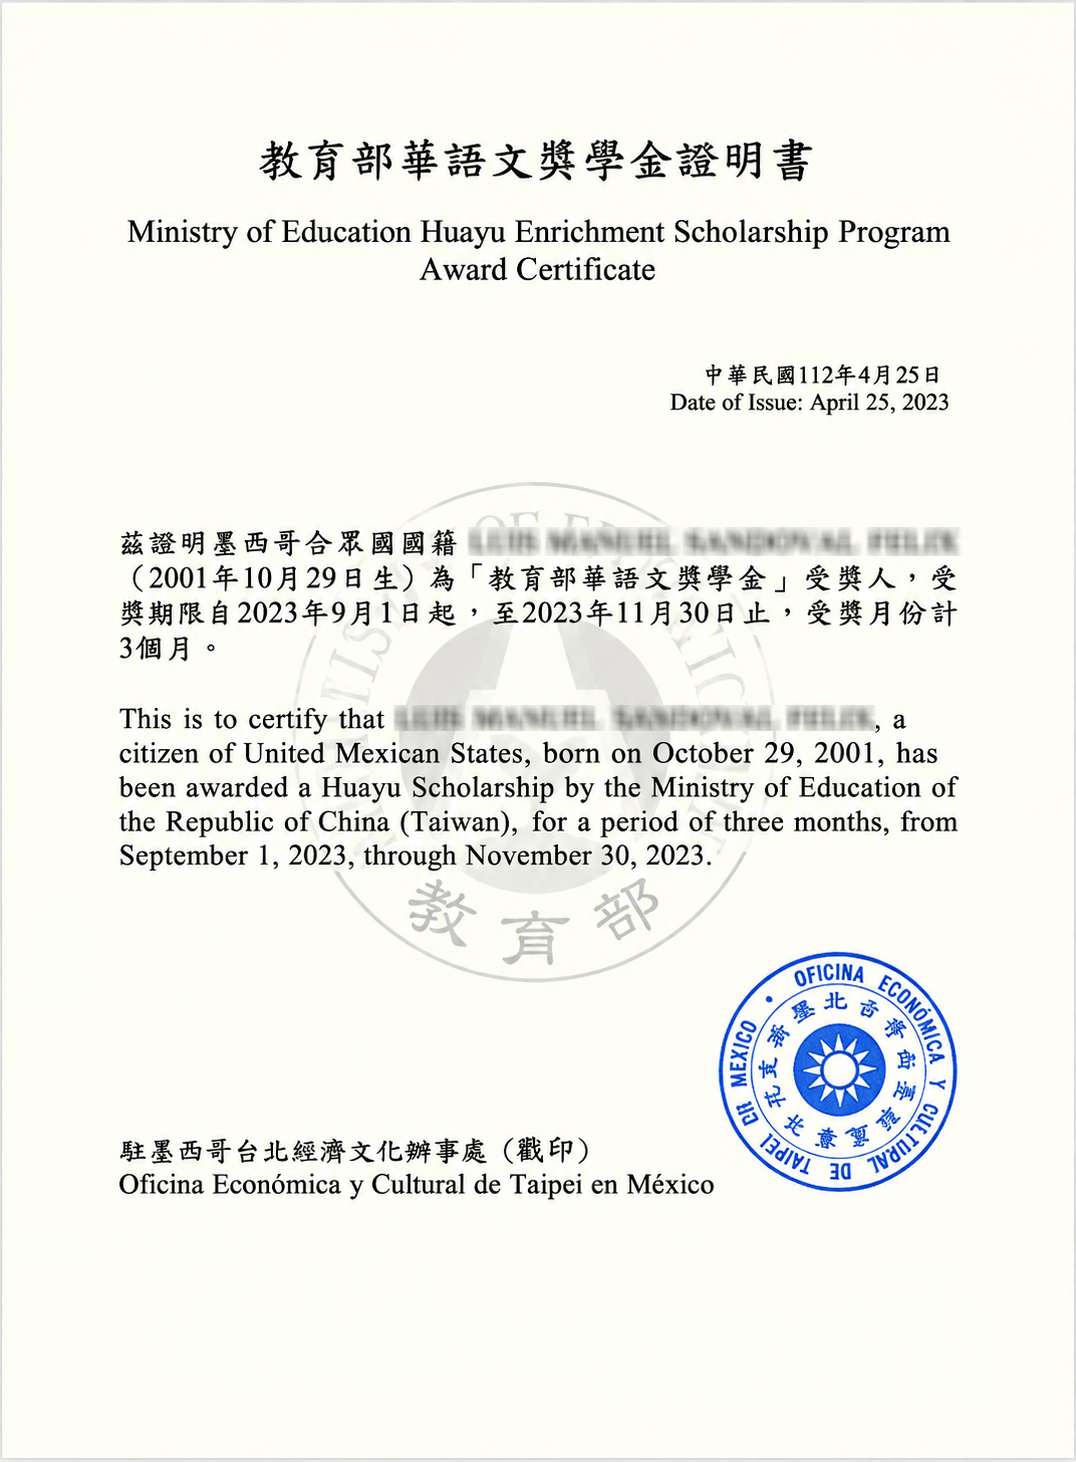 教育部華語文獎學金證明書
Ministry of Education Huayu Enrichment Scholarship Program
Award Certificate
中華民國112年4月25日
Date of Issue: April 25, 2023
茲證明墨西哥合眾國國籍
（2001年10月29日生）為「教育部華語文獎學金」受獎人，受
獎期限自2023年9月1日起，至2023年11月30日止，受獎月份計
3個月。
This is to certify that , a
citizen of United Mexican States, born on October 29, 2001, has
been awarded a Huayu Scholarship by the Ministry of Education of
the Republic of China (Taiwan), for a period of three months, from
September 1, 2023, through November 30, 2023.
教育部
OFICINA ECONÓMICA Y CULTURAL DE TAIPEI
MEXICO
駐墨西哥台北經濟文化辦事處（戳印）
Oficina Económica y Cultural de Taipei en México